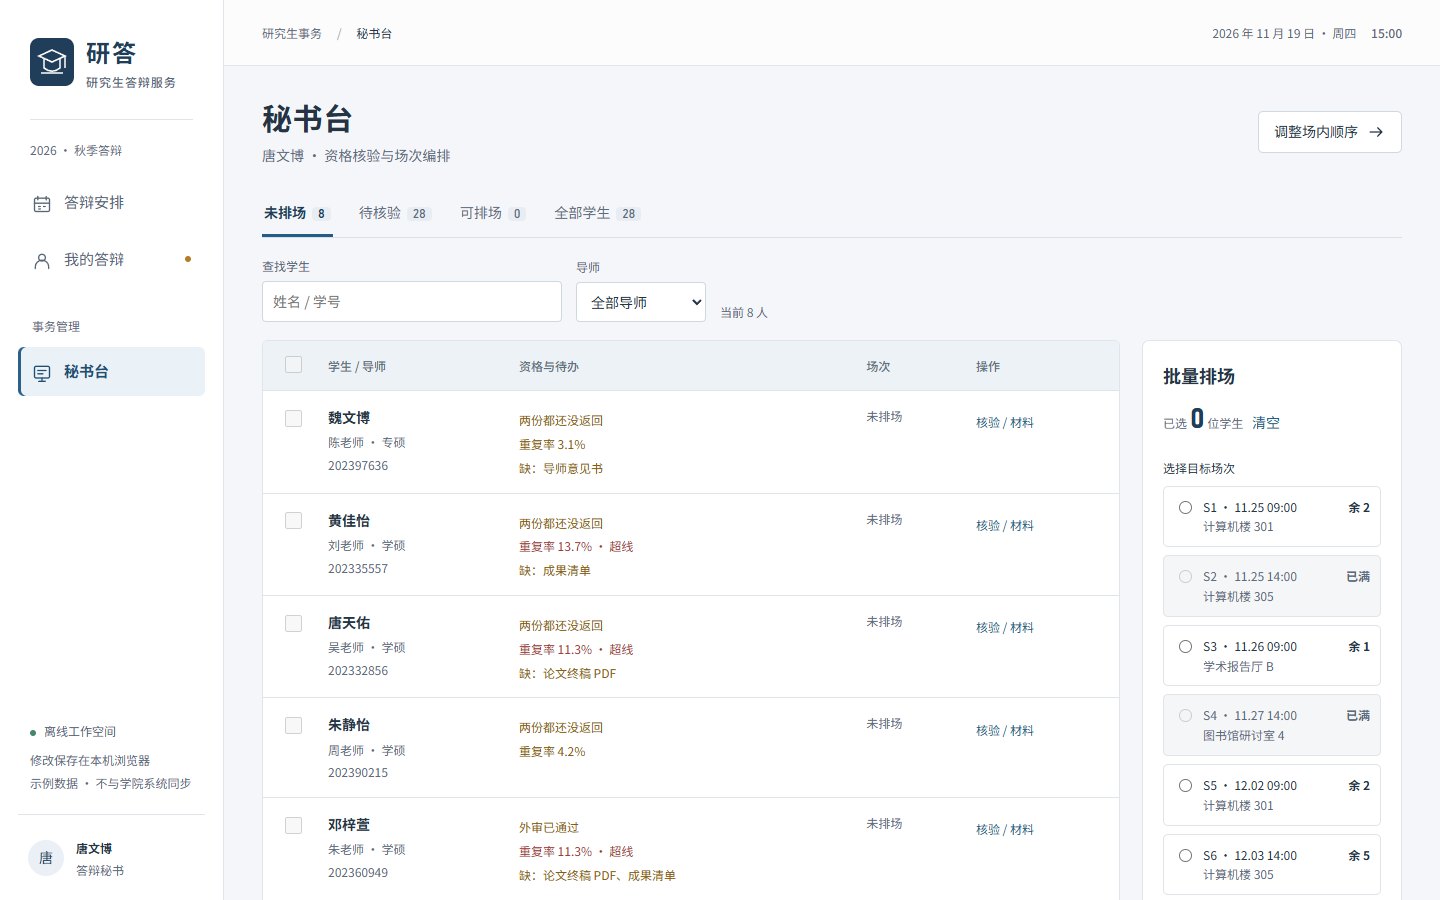 研答
研究生答辩服务
2026 · 秋季答辩
答辩安排
我的答辩
事务管理
秘书台
离线工作空间
修改保存在本机浏览器
示例数据 · 不与学院系统同步
唐
唐文博
答辩秘书
研究生事务 / 秘书台
2026 年 11 月 19 日 · 周四 15:00
秘书台
唐文博 · 资格核验与场次编排
调整场内顺序 →
未排场 8 待核验 28 可排场 0 全部学生 28
查找学生
姓名 / 学号
导师
全部导师
当前 8 人
学生 / 导师 资格与待办 场次 操作
魏文博
陈老师 · 专硕
202397636
两份都还没返回
重复率 3.1%
缺：导师意见书
未排场
核验 / 材料
黄佳怡
刘老师 · 学硕
202335557
两份都还没返回
重复率 13.7% · 超线
缺：成果清单
未排场
核验 / 材料
唐天佑
吴老师 · 学硕
202332856
两份都还没返回
重复率 11.3% · 超线
缺：论文终稿 PDF
未排场
核验 / 材料
朱静怡
周老师 · 学硕
202390215
两份都还没返回
重复率 4.2%
未排场
核验 / 材料
邓梓萱
朱老师 · 学硕
202360949
外审已通过
重复率 11.3% · 超线
缺：论文终稿 PDF、成果清单
未排场
核验 / 材料
批量排场
已选 0 位学生 清空
选择目标场次
S1 · 11.25 09:00 余 2
计算机楼 301
S2 · 11.25 14:00 已满
计算机楼 305
S3 · 11.26 09:00 余 1
学术报告厅 B
S4 · 11.27 14:00 已满
图书馆研讨室 4
S5 · 12.02 09:00 余 2
计算机楼 301
S6 · 12.03 14:00 余 5
计算机楼 305